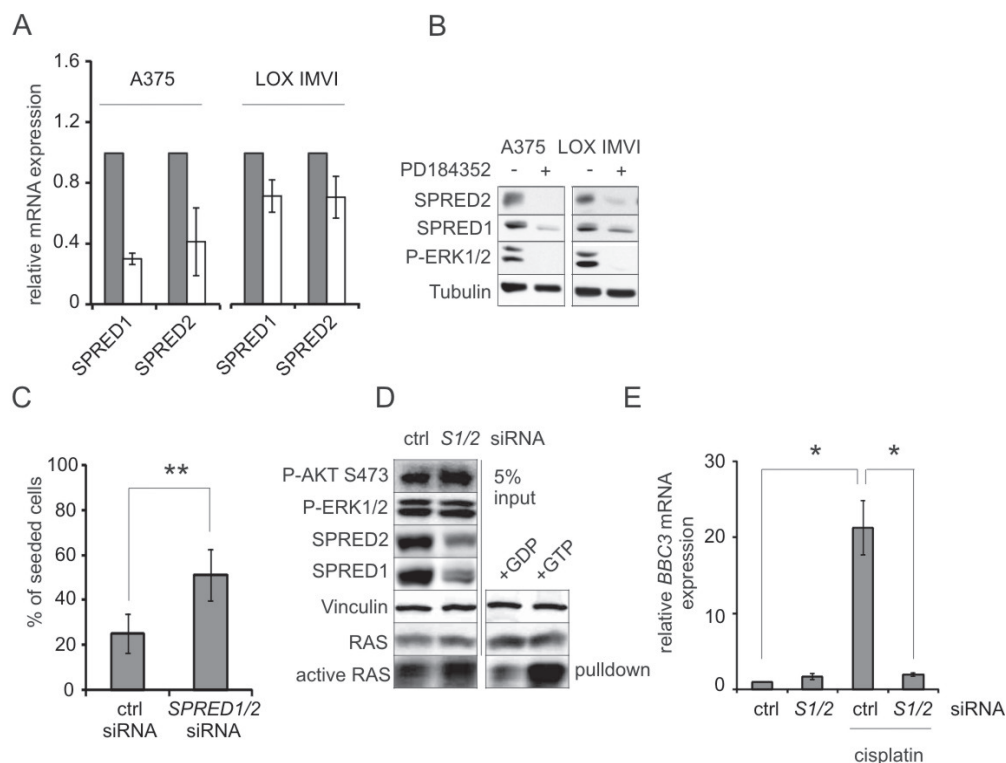 A
1.6
1.2
0.8
0.4
0
relative mRNA expression
A375
LOX IMVI
SPRED1
SPRED2
SPRED1
SPRED2
B
A375 LOX IMVI
PD184352 - + - +
SPRED2
SPRED1
P-ERK1/2
Tubulin
C
100
80
60
40
20
0
% of seeded cells
**
ctrl
siRNA
SPRED1/2
siRNA
D
ctrl S1/2 siRNA
P-AKT S473
5%
input
P-ERK1/2
SPRED2
SPRED1
+GDP
+GTP
Vinculin
RAS
active RAS
pulldown
E
30
20
10
0
relative BBC3 mRNA
expression
* *
ctrl S1/2 ctrl S1/2 siRNA
cisplatin